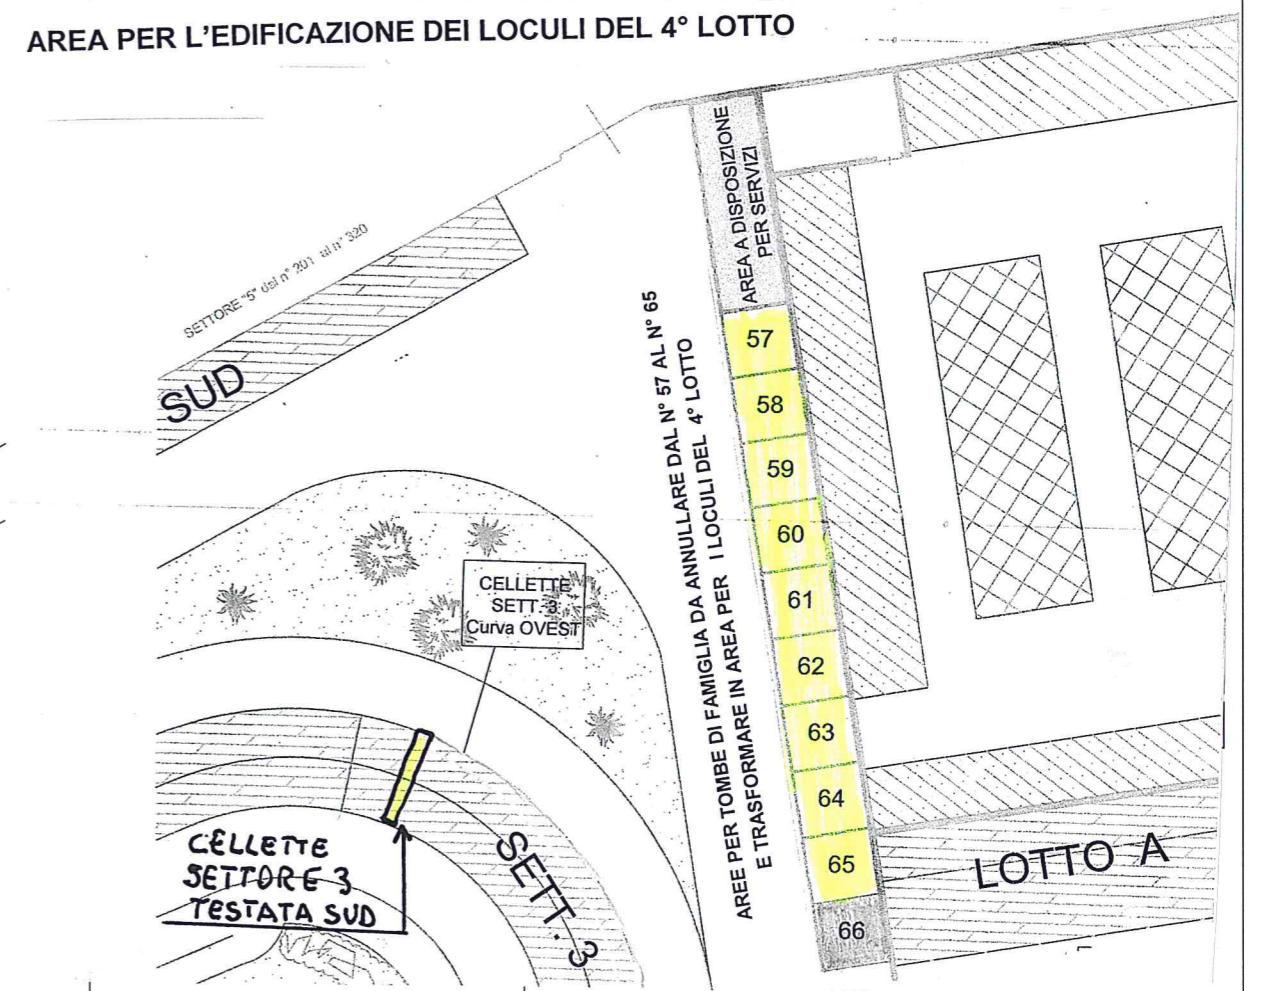 AREA PER L'EDIFICAZIONE DEI LOCULI DEL 4° LOTTO
AREA A DISPOSIZIONE
PER SERVIZI
SETTORE "5" dal n° 201 al n° 320
SUD
57
58
59
60
61
62
63
64
65
66
AREE PER TOMBE DI FAMIGLIA DA ANNULLARE DAL N° 57 AL N° 65
E TRASFORMARE IN AREA PER I LOCULI DEL 4° LOTTO
CELLETTE
SETT. 3
Curva OVEST
CELLETTE
SETTORE 3
TESTATA SUD
SETT. 3
LOTTO A